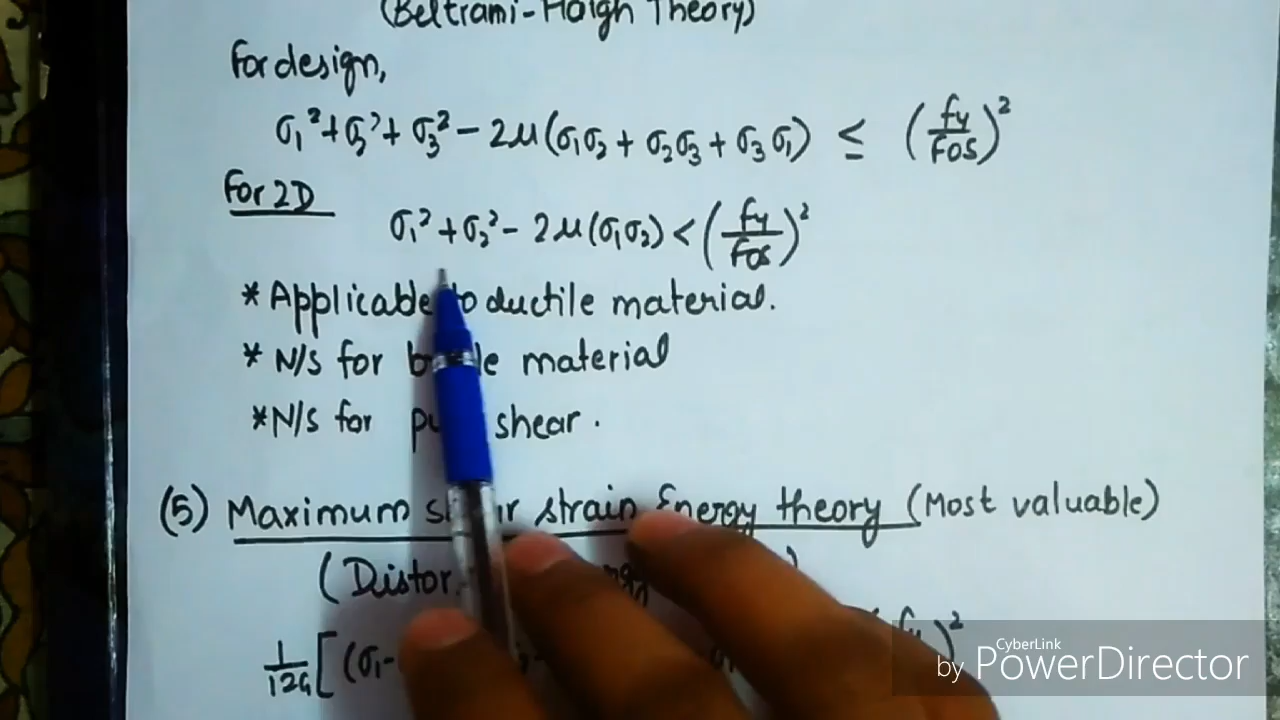 (Beltrami-Haigh Theory)
For design,
σ₁² + σ₂² + σ₃² - 2μ(σ₁σ₂ + σ₂σ₃ + σ₃σ₁) ≤ (fy/FOS)²
For 2D
σ₁² + σ₂² - 2μ(σ₁σ₂) < (fy/FOS)²
* Applicable to ductile material.
* N/S for material
* N/S for shear.
(5) Maximum strain Energy theory (Most valuable)
(Distor
1/12G [(σ₁-
CyberLink
by PowerDirector